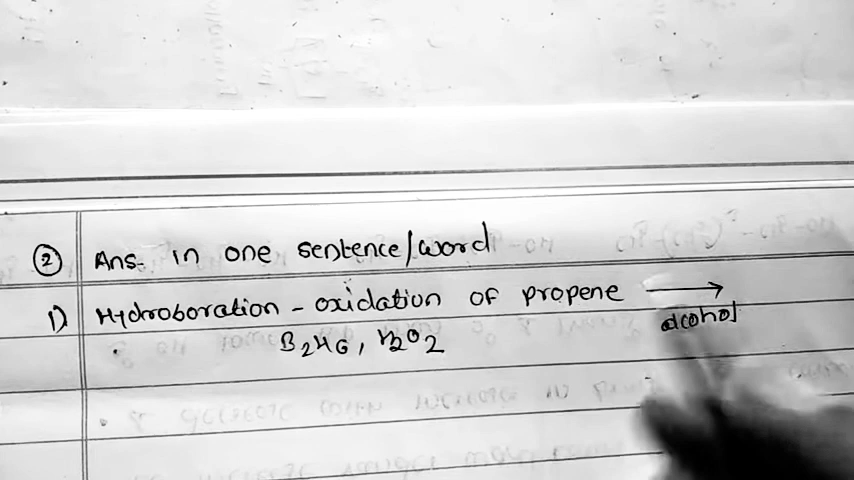 ② Ans. in one sentence/word
1) Hydroboration - oxidation of propene →
alcohol
B2H6, H2O2